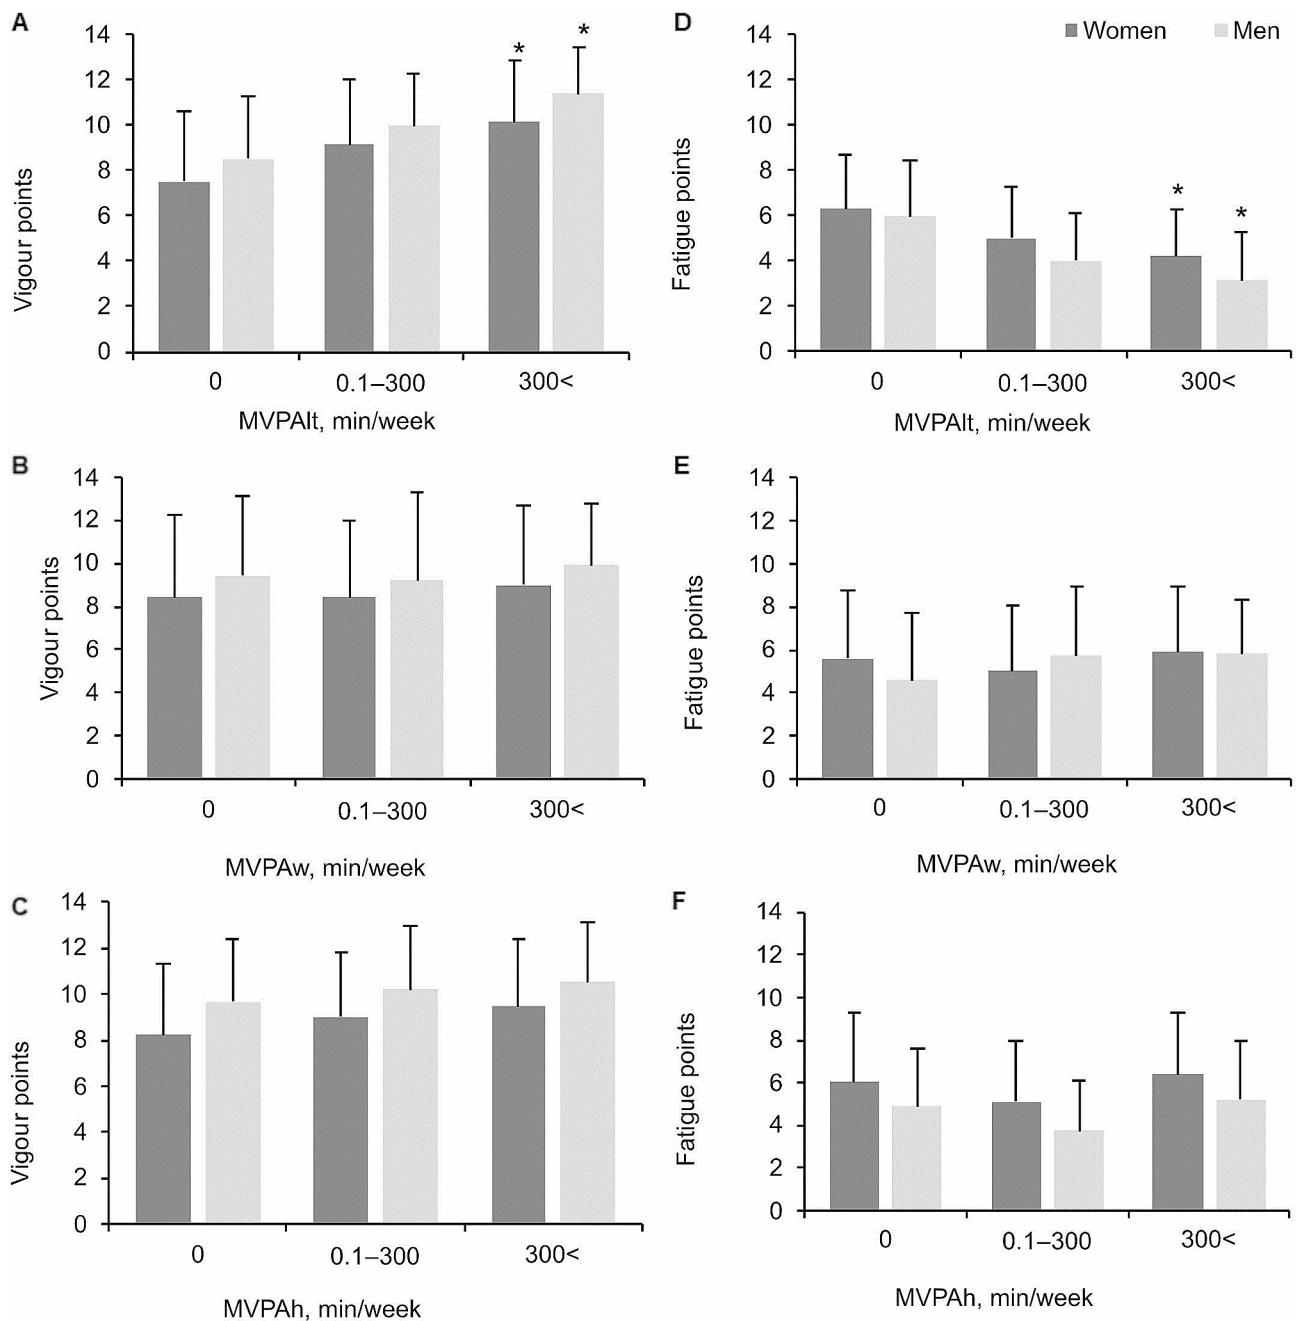 A
14
12
10
8
6
4
2
0
Vigour points
* *
0 0.1–300 300<
MVPAlt, min/week
D
Women Men
14
12
10
8
6
4
2
0
Fatigue points
* *
0 0.1–300 300<
MVPAlt, min/week
B
14
12
10
8
6
4
2
0
Vigour points
0 0.1–300 300<
MVPAw, min/week
E
14
12
10
8
6
4
2
0
Fatigue points
0 0.1–300 300<
MVPAw, min/week
C
14
12
10
8
6
4
2
0
Vigour points
0 0.1–300 300<
MVPAh, min/week
F
14
12
10
8
6
4
2
0
Fatigue points
0 0.1–300 300<
MVPAh, min/week